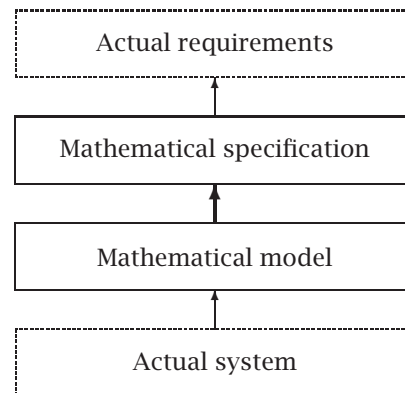 Actual requirements
Mathematical specification
Mathematical model
Actual system